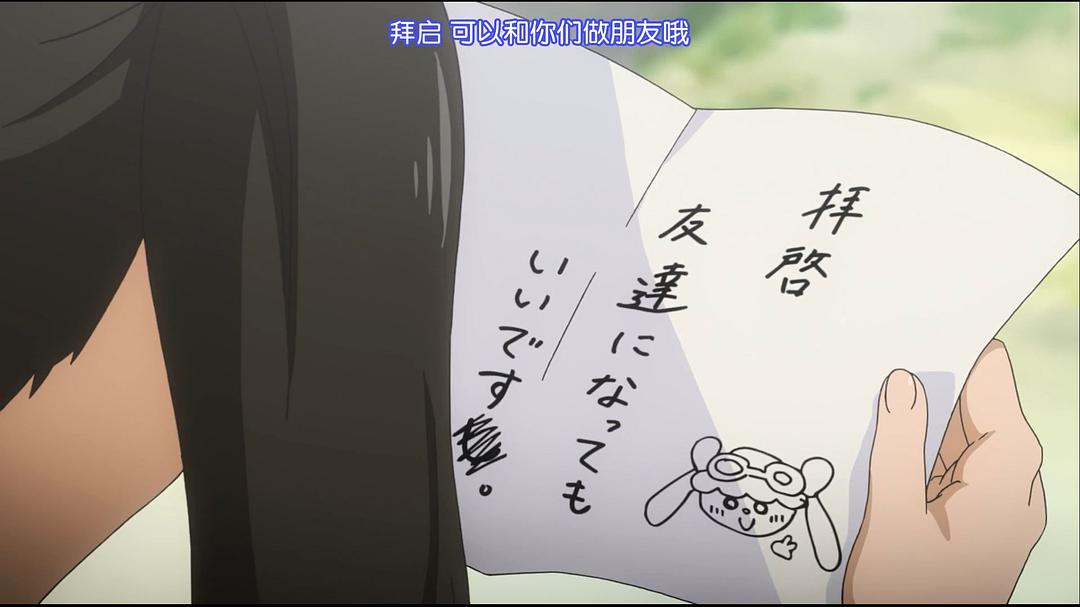 拜启 可以和你们做朋友哦
拝啓
友達になっても
いいです。